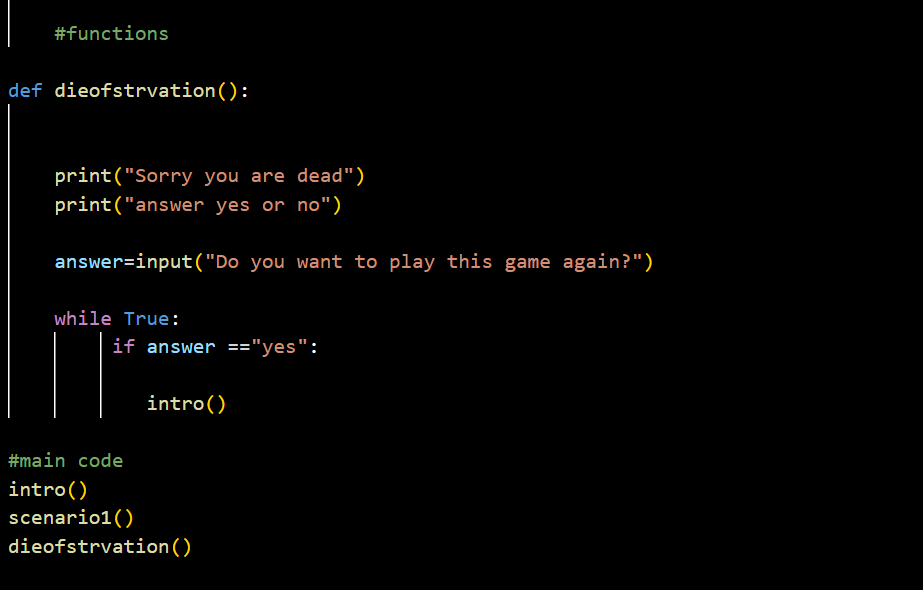 #functions
def dieofstrvation():
print("Sorry you are dead")
print("answer yes or no")
answer=input("Do you want to play this game again?")
while True:
if answer =="yes":
intro()
#main code
intro()
scenario1()
dieofstrvation()